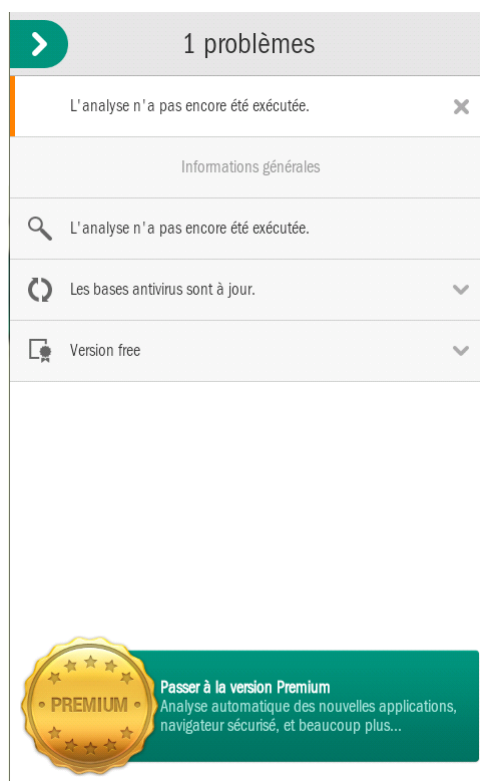 1 problèmes
L'analyse n'a pas encore été exécutée.
Informations générales
L'analyse n'a pas encore été exécutée.
Les bases antivirus sont à jour.
Version free
PREMIUM
Passer à la version Premium
Analyse automatique des nouvelles applications,
navigateur sécurisé, et beaucoup plus...